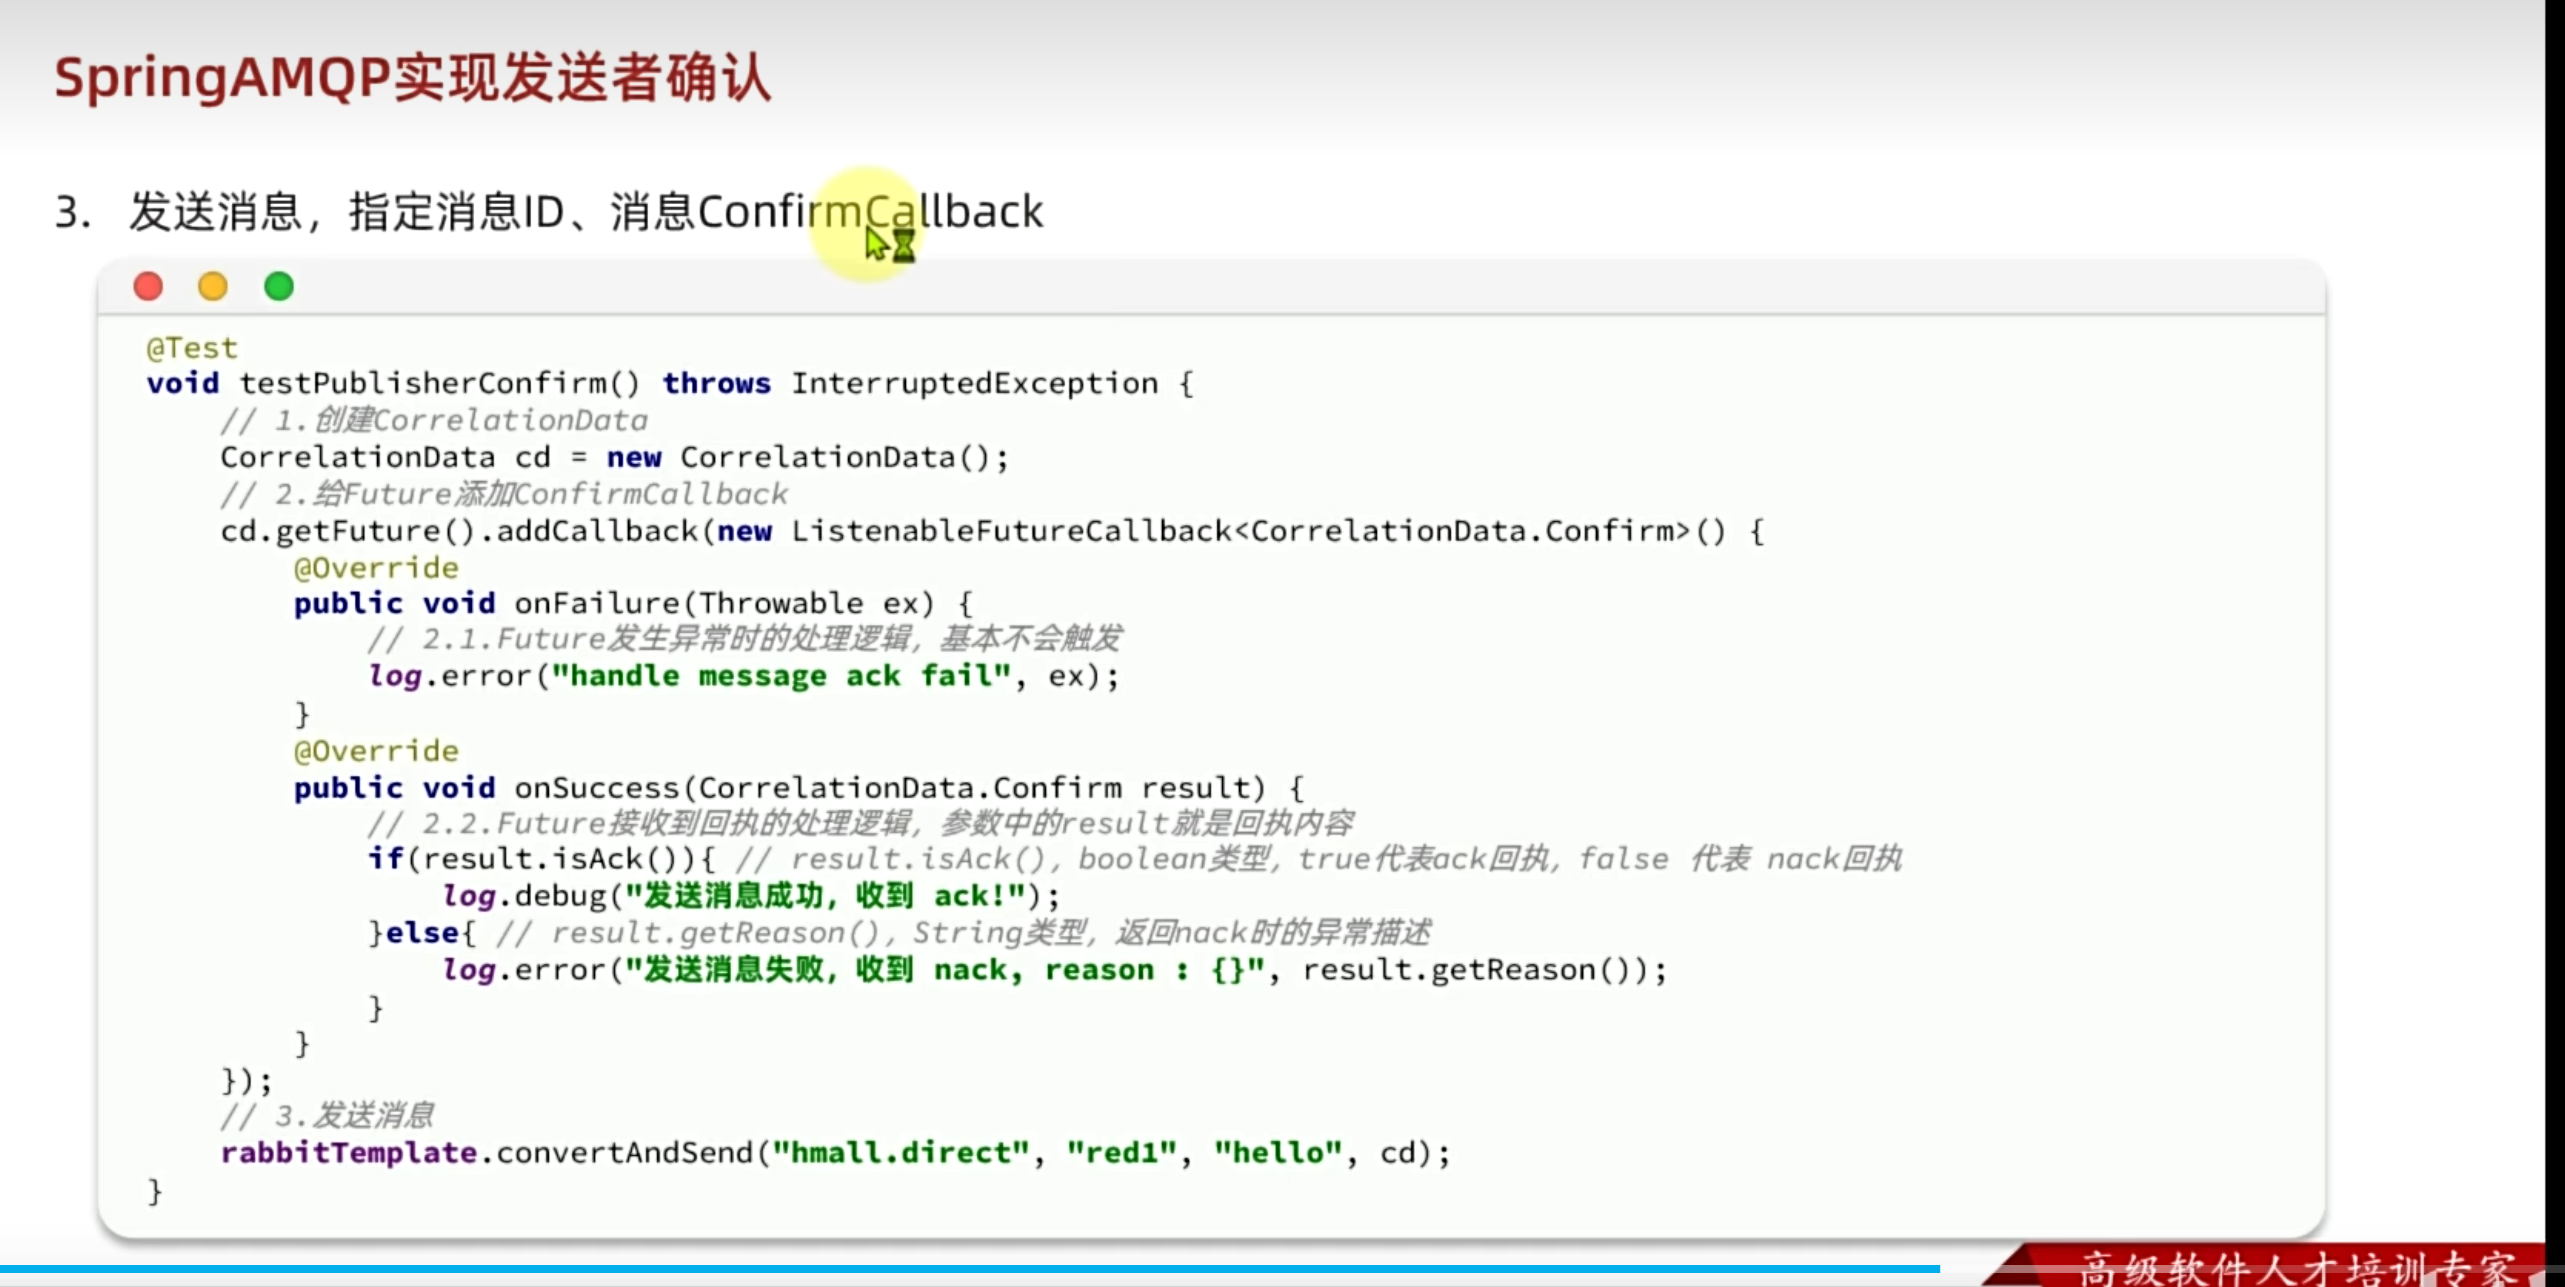 SpringAMQP实现发送者确认
3. 发送消息，指定消息ID、消息ConfirmCallback
@Test
void testPublisherConfirm() throws InterruptedException {
    // 1.创建CorrelationData
    CorrelationData cd = new CorrelationData();
    // 2.给Future添加ConfirmCallback
    cd.getFuture().addCallback(new ListenableFutureCallback<CorrelationData.Confirm>() {
        @Override
        public void onFailure(Throwable ex) {
            // 2.1.Future发生异常时的处理逻辑，基本不会触发
            log.error("handle message ack fail", ex);
        }
        @Override
        public void onSuccess(CorrelationData.Confirm result) {
            // 2.2.Future接收到回执的处理逻辑，参数中的result就是回执内容
            if(result.isAck()){ // result.isAck()，boolean类型，true代表ack回执，false 代表 nack回执
                log.debug("发送消息成功，收到 ack!");
            }else{ // result.getReason()，String类型，返回nack时的异常描述
                log.error("发送消息失败，收到 nack, reason : {}", result.getReason());
            }
        }
    });
    // 3.发送消息
    rabbitTemplate.convertAndSend("hmall.direct", "red1", "hello", cd);
}
高级软件人才培训专家